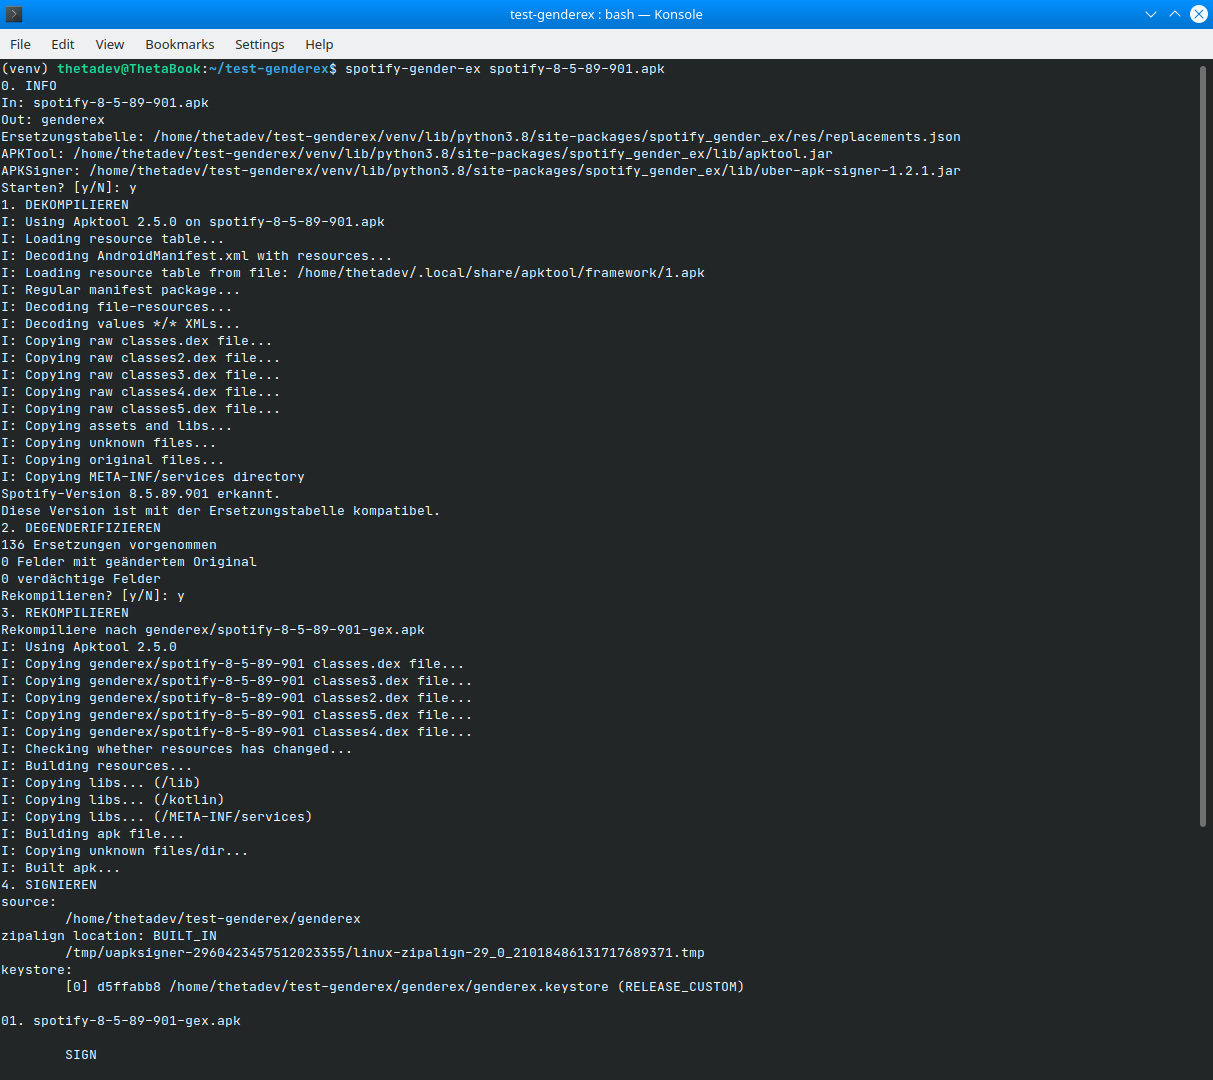 test-genderex : bash — Konsole
File Edit View Bookmarks Settings Help
(venv) thetadev@ThetaBook:~/test-genderex$ spotify-gender-ex spotify-8-5-89-901.apk
0. INFO
In: spotify-8-5-89-901.apk
Out: genderex
Ersetzungstabelle: /home/thetadev/test-genderex/venv/lib/python3.8/site-packages/spotify_gender_ex/res/replacements.json
APKTool: /home/thetadev/test-genderex/venv/lib/python3.8/site-packages/spotify_gender_ex/lib/apktool.jar
APKSigner: /home/thetadev/test-genderex/venv/lib/python3.8/site-packages/spotify_gender_ex/lib/uber-apk-signer-1.2.1.jar
Starten? [y/N]: y
1. DEKOMPILIEREN
I: Using Apktool 2.5.0 on spotify-8-5-89-901.apk
I: Loading resource table...
I: Decoding AndroidManifest.xml with resources...
I: Loading resource table from file: /home/thetadev/.local/share/apktool/framework/1.apk
I: Regular manifest package...
I: Decoding file-resources...
I: Decoding values */* XMLs...
I: Copying raw classes.dex file...
I: Copying raw classes2.dex file...
I: Copying raw classes3.dex file...
I: Copying raw classes4.dex file...
I: Copying raw classes5.dex file...
I: Copying assets and libs...
I: Copying unknown files...
I: Copying original files...
I: Copying META-INF/services directory
Spotify-Version 8.5.89.901 erkannt.
Diese Version ist mit der Ersetzungstabelle kompatibel.
2. DEGENDERIFIZIEREN
136 Ersetzungen vorgenommen
0 Felder mit geändertem Original
0 verdächtige Felder
Rekompilieren? [y/N]: y
3. REKOMPILIEREN
Rekompiliere nach genderex/spotify-8-5-89-901-gex.apk
I: Using Apktool 2.5.0
I: Copying genderex/spotify-8-5-89-901 classes.dex file...
I: Copying genderex/spotify-8-5-89-901 classes3.dex file...
I: Copying genderex/spotify-8-5-89-901 classes2.dex file...
I: Copying genderex/spotify-8-5-89-901 classes5.dex file...
I: Copying genderex/spotify-8-5-89-901 classes4.dex file...
I: Checking whether resources has changed...
I: Building resources...
I: Copying libs... (/lib)
I: Copying libs... (/kotlin)
I: Copying libs... (/META-INF/services)
I: Building apk file...
I: Copying unknown files/dir...
I: Built apk...
4. SIGNIEREN
source:
/home/thetadev/test-genderex/genderex
zipalign location: BUILT_IN
/tmp/uapksigner-2960423457512023355/linux-zipalign-29_0_21018486131717689371.tmp
keystore:
[0] d5ffabb8 /home/thetadev/test-genderex/genderex/genderex.keystore (RELEASE_CUSTOM)
01. spotify-8-5-89-901-gex.apk
SIGN